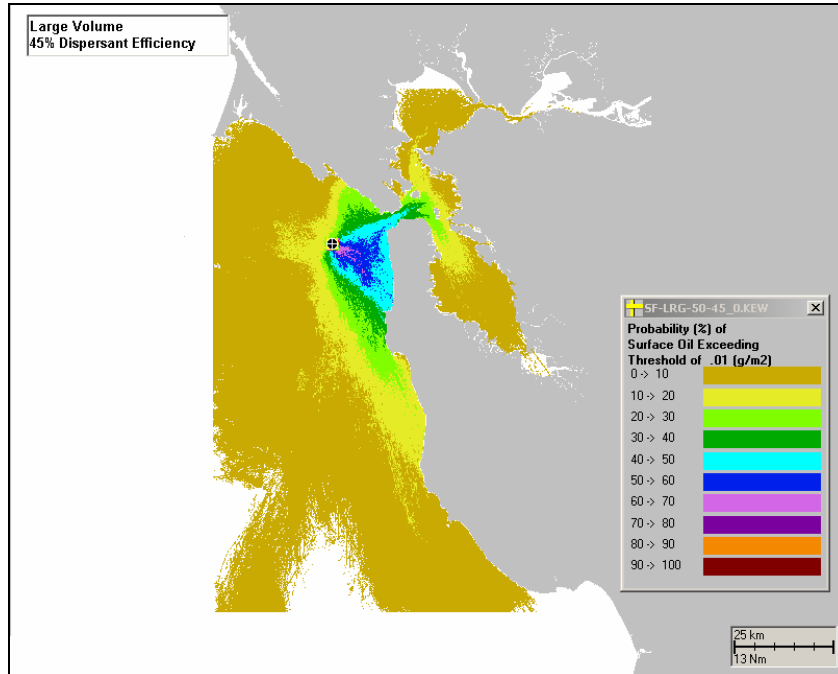 Large Volume
45% Dispersant Efficiency
SF-LRG-50-45_0.KEW
Probability (%) of
Surface Oil Exceeding
Threshold of .01 (g/m2)
0 -> 10
10 -> 20
20 -> 30
30 -> 40
40 -> 50
50 -> 60
60 -> 70
70 -> 80
80 -> 90
90 -> 100
25 km
13 Nm